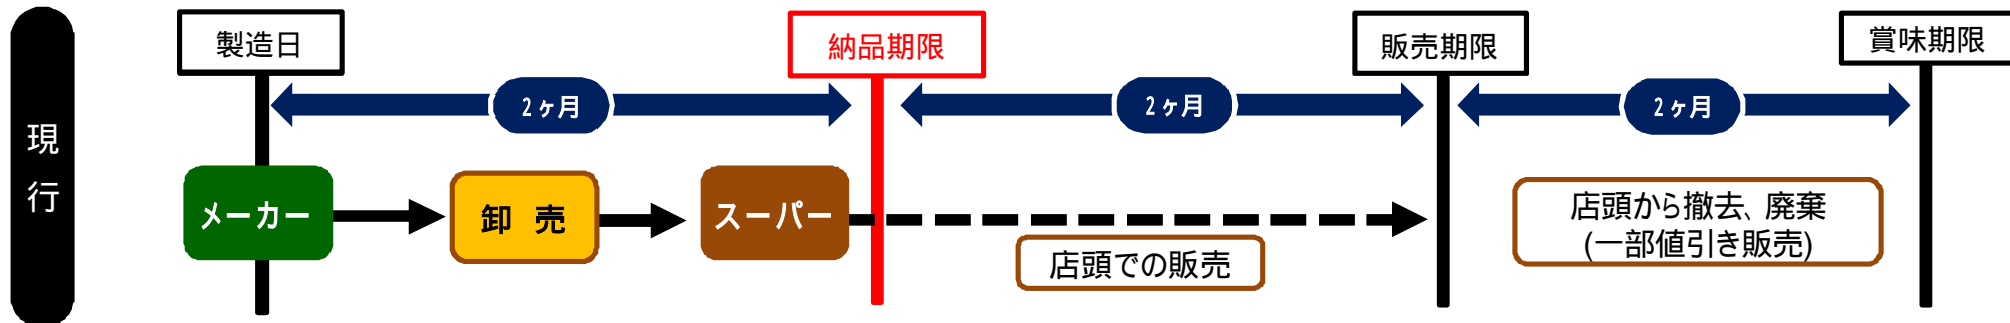 現行
製造日
納品期限
販売期限
賞味期限
2ヶ月
2ヶ月
2ヶ月
メーカー
卸 売
スーパー
店頭での販売
店頭から撤去、廃棄
(一部値引き販売)